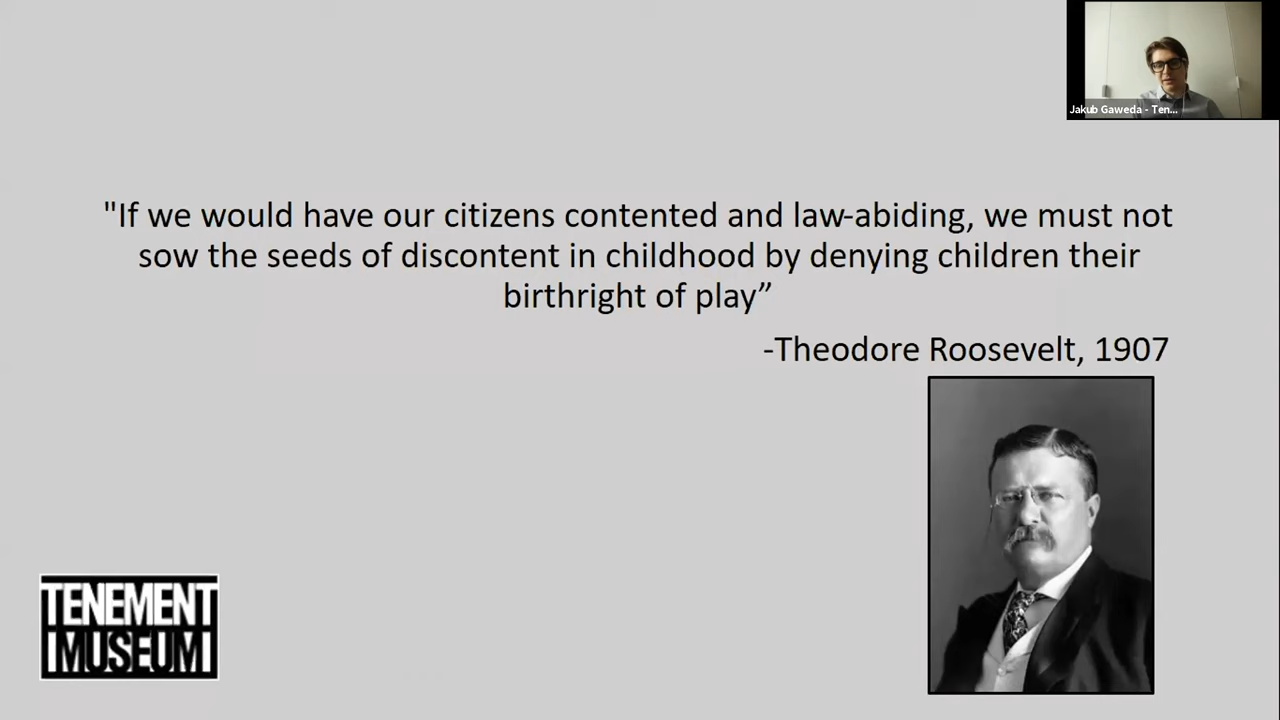 Jakub Gaweda - Ten...
"If we would have our citizens contented and law-abiding, we must not
sow the seeds of discontent in childhood by denying children their
birthright of play”
-Theodore Roosevelt, 1907
TENEMENT
MUSEUM